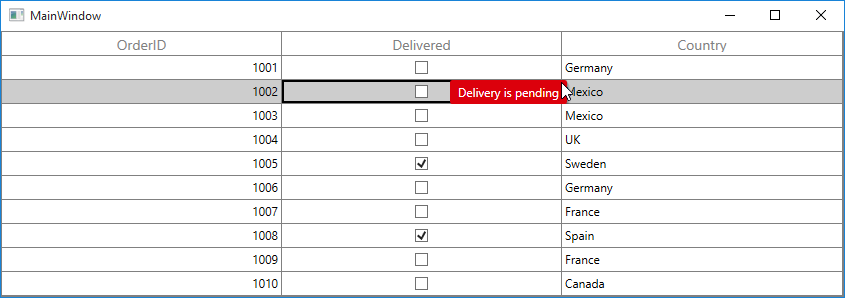 MainWindow
OrderID Delivered Country
1001 Germany
1002 Delivery is pending Mexico
1003 Mexico
1004 UK
1005 Sweden
1006 Germany
1007 France
1008 Spain
1009 France
1010 Canada